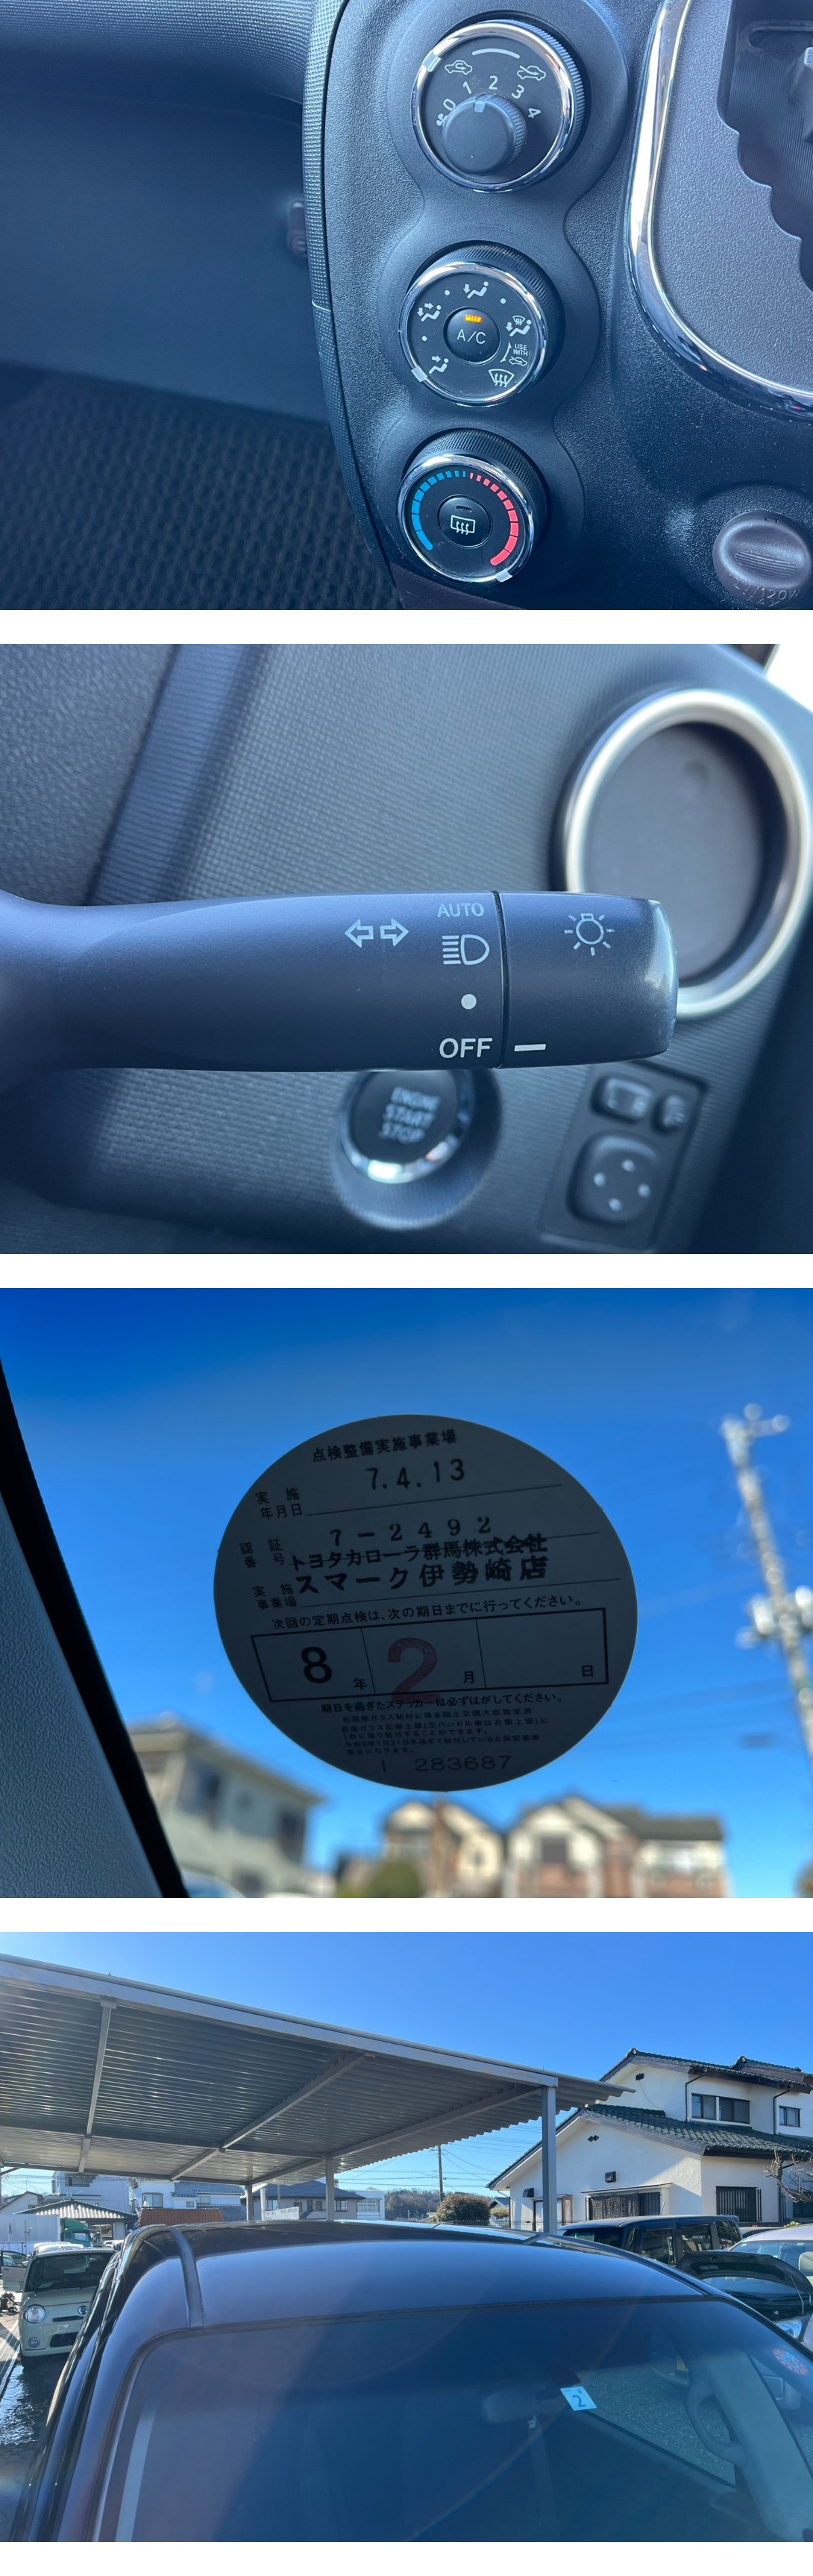 0 1 2 3 4
A/C
USE
WITH
/120W
AUTO
OFF
ENGINE
START
STOP
L R
点検整備実施事業場
実施
年月日
7.4.13
認証
番号
7-2492
トヨタカローラ群馬株式会社
実施
事業場
スマーク伊勢崎店
次回の定期点検は、次の期日までに行ってください。
8年 2月 日
期日を過ぎたステッカーは必ずはがしてください。
283687
2